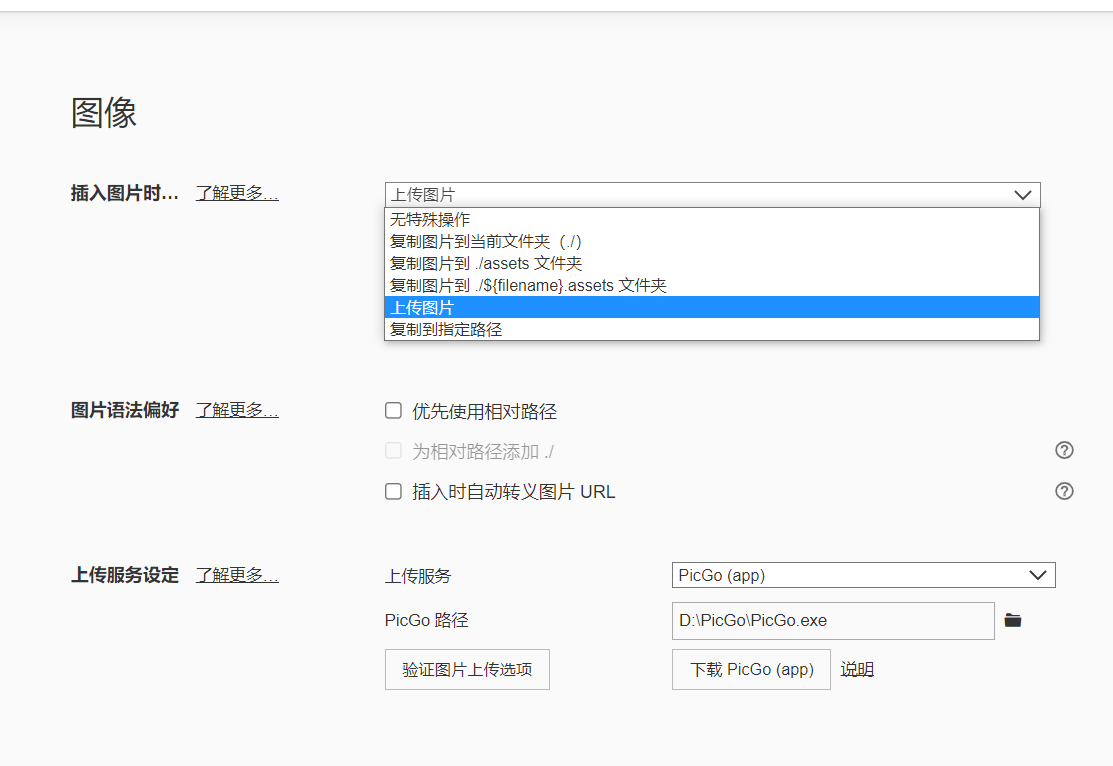 图像
插入图片时... 了解更多...
上传图片
无特殊操作
复制图片到当前文件夹（./）
复制图片到 ./assets 文件夹
复制图片到 ./${filename}.assets 文件夹
上传图片
复制到指定路径
图片语法偏好 了解更多...
优先使用相对路径
为相对路径添加 ./
插入时自动转义图片 URL
上传服务设定 了解更多...
上传服务 PicGo (app)
PicGo 路径 D:\PicGo\PicGo.exe
验证图片上传选项 下载 PicGo (app) 说明